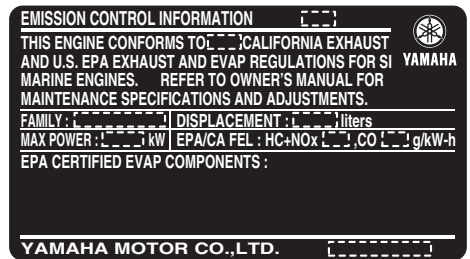 EMISSION CONTROL INFORMATION
THIS ENGINE CONFORMS TO CALIFORNIA EXHAUST
AND U.S. EPA EXHAUST AND EVAP REGULATIONS FOR SI
MARINE ENGINES. REFER TO OWNER'S MANUAL FOR
MAINTENANCE SPECIFICATIONS AND ADJUSTMENTS.
YAMAHA
FAMILY : DISPLACEMENT : liters
MAX POWER : kW EPA/CA FEL : HC+NOx ,CO g/kW-h
EPA CERTIFIED EVAP COMPONENTS :
YAMAHA MOTOR CO.,LTD.